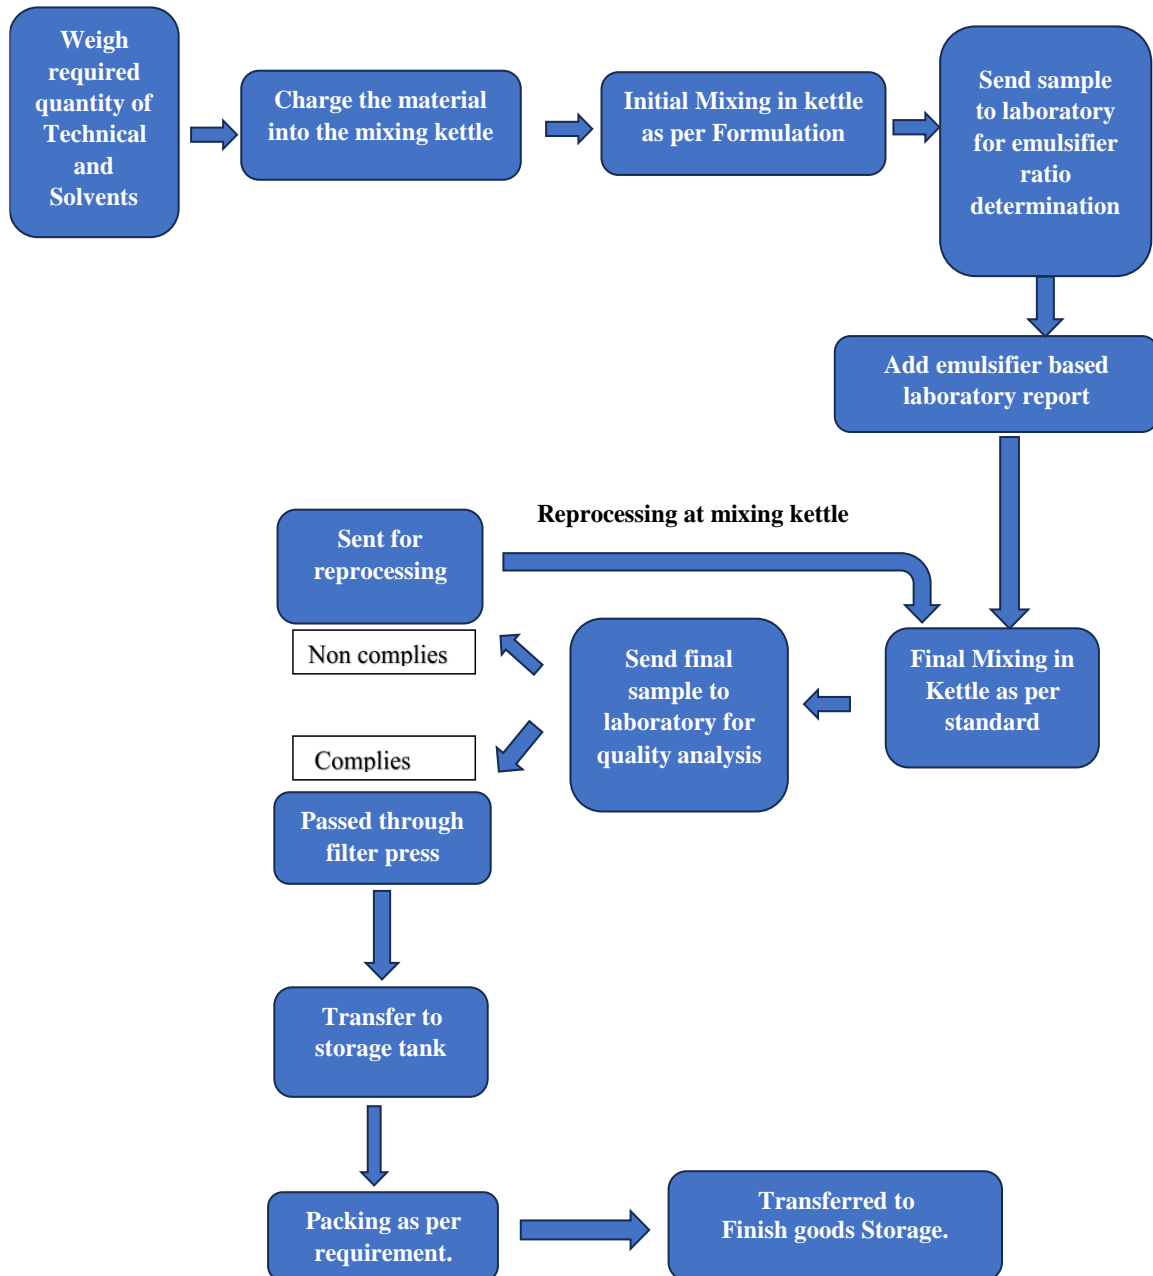 Weigh
required
quantity of
Technical
and
Solvents
Charge the material
into the mixing kettle
Initial Mixing in kettle
as per Formulation
Send sample
to laboratory
for emulsifier
ratio
determination
Add emulsifier based
laboratory report
Reprocessing at mixing kettle
Sent for
reprocessing
Non complies
Send final
sample to
laboratory for
quality analysis
Final Mixing in
Kettle as per
standard
Complies
Passed through
filter press
Transfer to
storage tank
Packing as per
requirement.
Transferred to
Finish goods Storage.